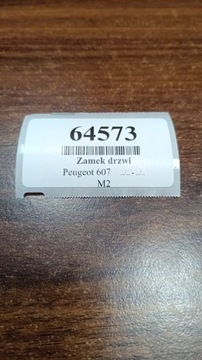 64573
Zamek drzwi
Peugeot 607
M2